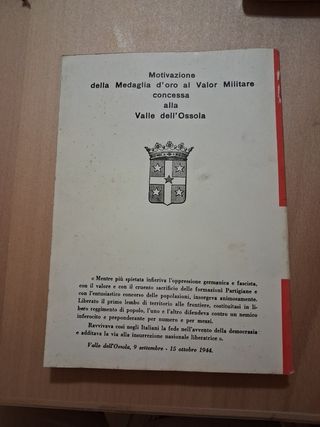 Motivazione
della Medaglia d'oro al Valor Militare
concessa
alla
Valle dell'Ossola
« Mentre più spietata infieriva l'oppressione germanica e fascista,
con il valore e con il cruento sacrificio delle formazioni Partigiane e
con l'entusiastico concorso delle popolazioni, insorgeva animosamente.
Liberato il primo lembo di territorio alle frontiere, costituitasi in li-
bero reggimento di popolo, l'uno e l'altro difendeva contro un nemico
inferocito e preponderante per numero e per mezzi.
Ravvivava così negli Italiani la fede nell'avvento della democrazia
e additava la via alla insurrezione nazionale liberatrice ».
Valle dell'Ossola, 9 settembre - 15 ottobre 1944.